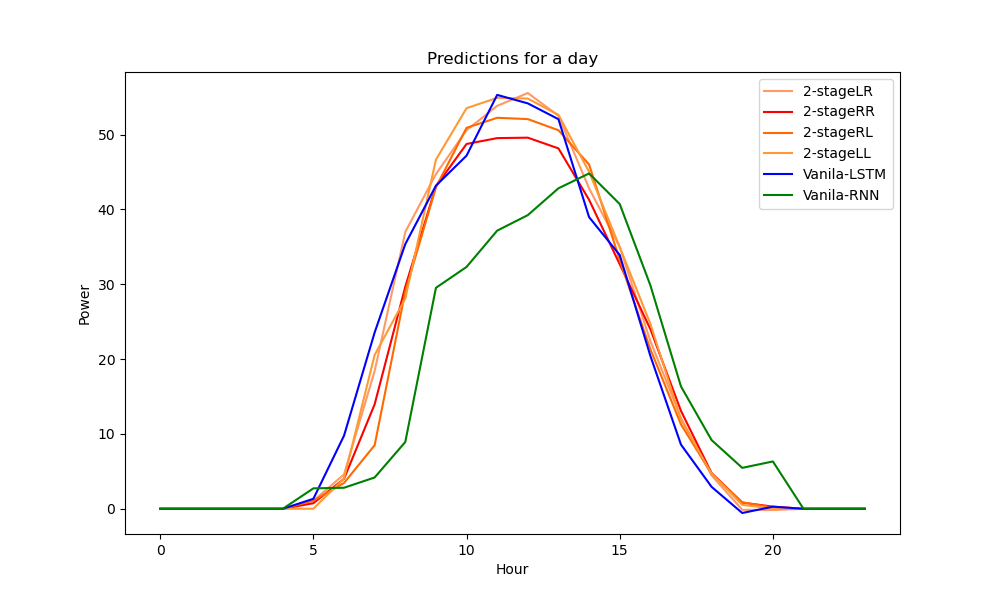 Predictions for a day
2-stageLR
2-stageRR
2-stageRL
2-stageLL
Vanila-LSTM
Vanila-RNN
Power
50
40
30
20
10
0
0 5 10 15 20
Hour